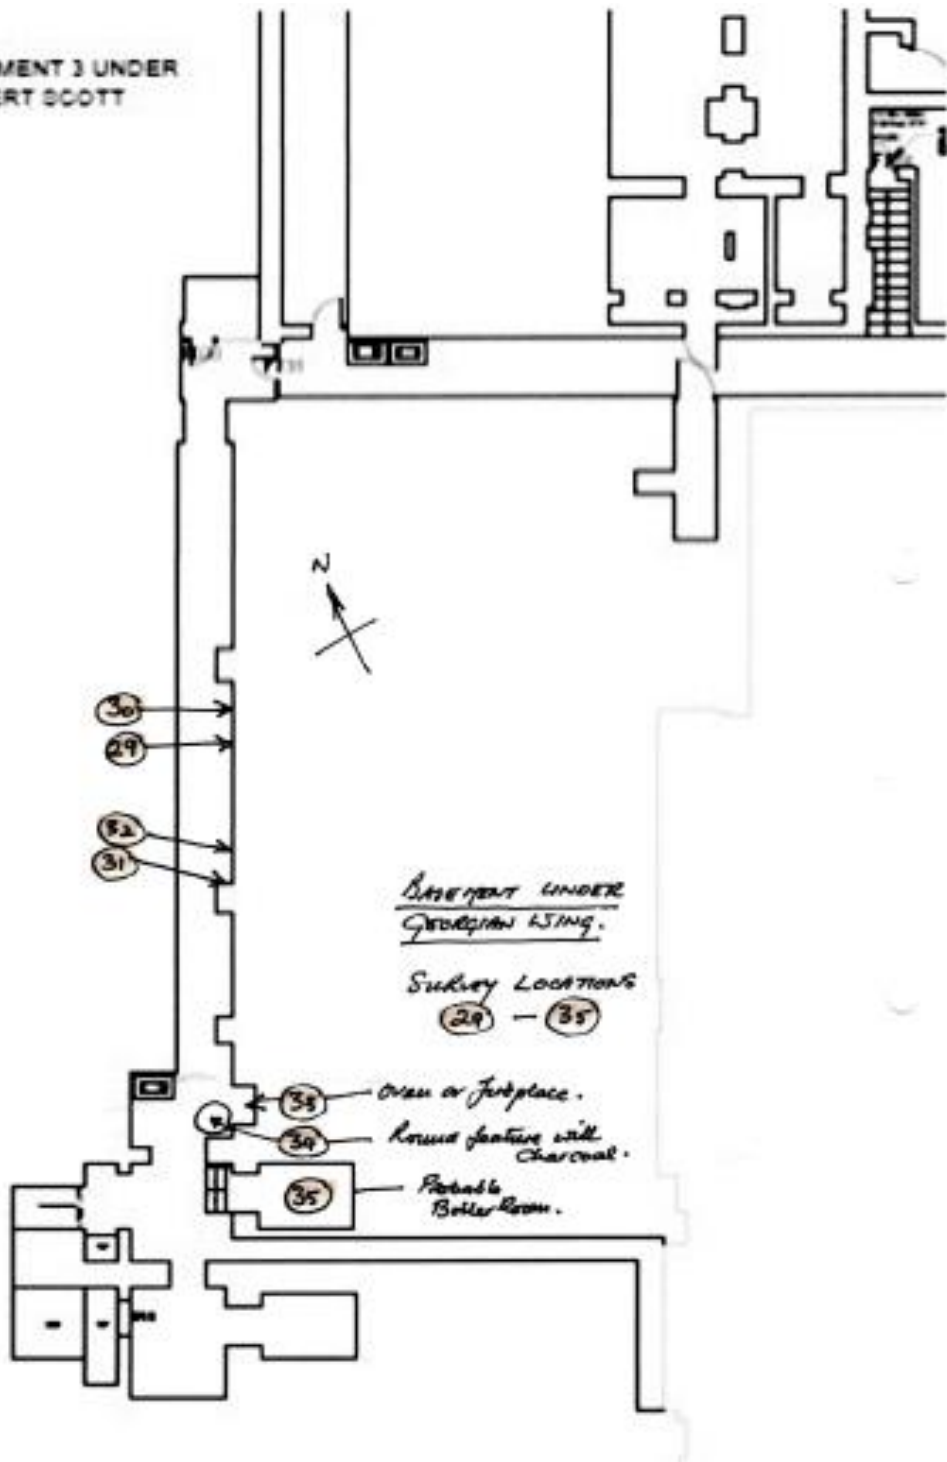 MENT 3 UNDER
ERT SCOTT
N
30
29
32
31
BASEMENT UNDER
GEORGIAN WING.
SURVEY LOCATIONS
29 - 35
33 Oven or fireplace.
34 Round feature with
Charcoal.
35 Probable
Boiler Room.